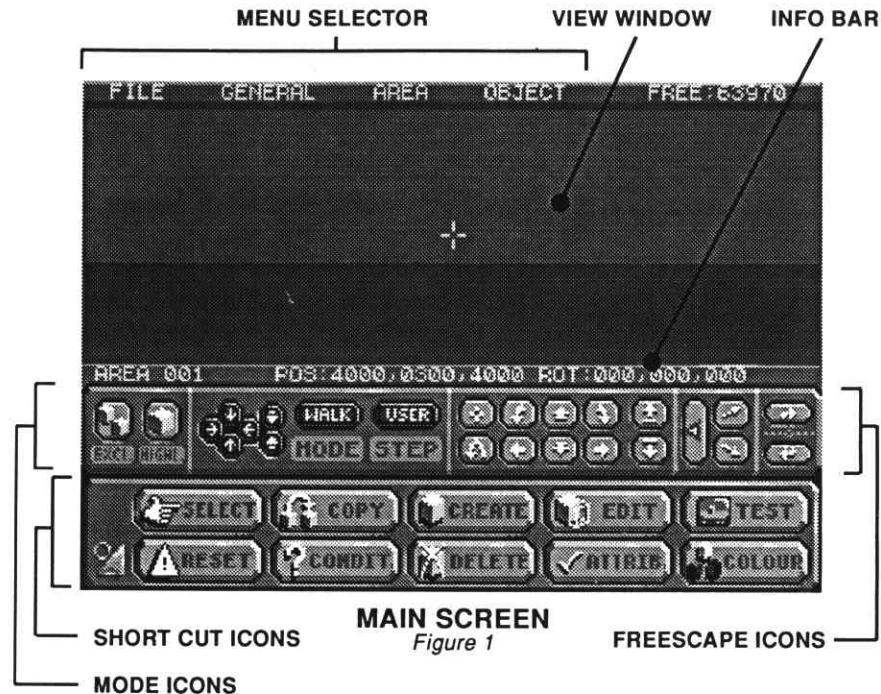 MENU SELECTOR VIEW WINDOW INFO BAR
FILE GENERAL AREA OBJECT FREE:63970
AREA 001 POS:4000,0300,4000 ROT:000,000,000
WALK USER
EXCL HIGHL MODE STEP
SELECT COPY CREATE EDIT TEST
RESET CONDIT DELETE ATTRIB COLOUR
MAIN SCREEN
SHORT CUT ICONS Figure 1 FREESCAPE ICONS
MODE ICONS